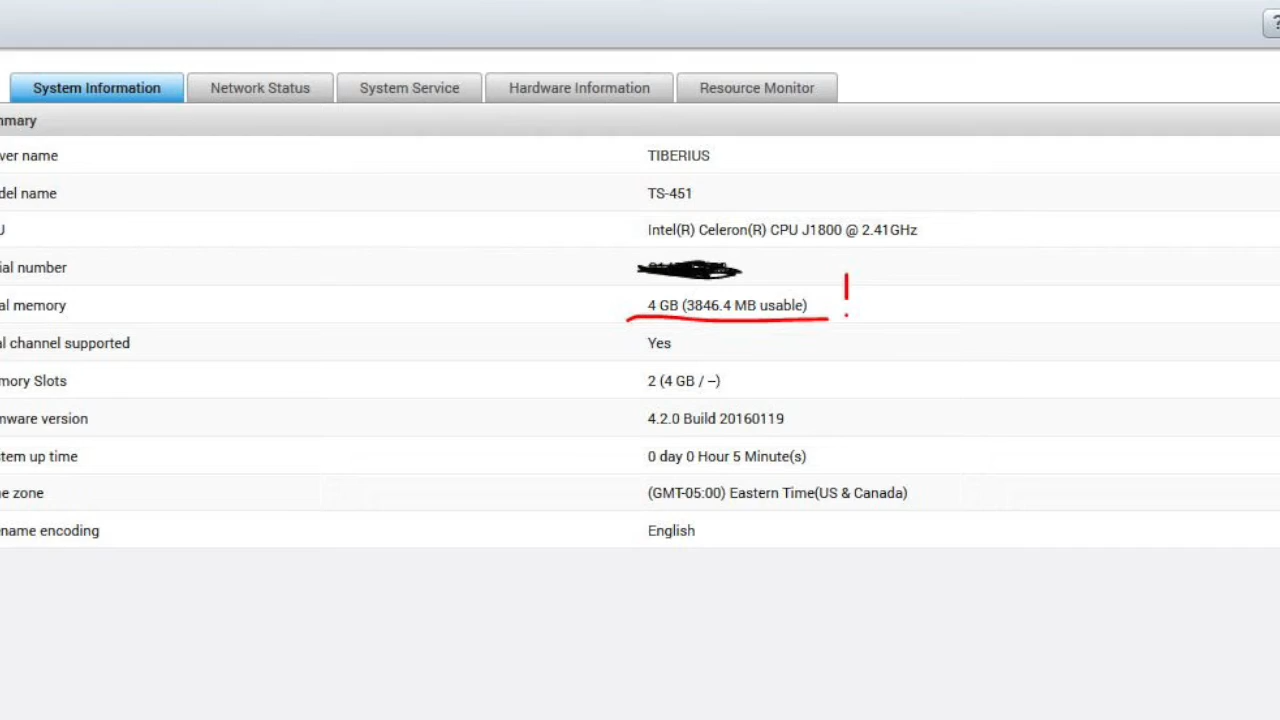 ?
System Information Network Status System Service Hardware Information Resource Monitor
mmary
ver name TIBERIUS
del name TS-451
U Intel(R) Celeron(R) CPU J1800 @ 2.41GHz
ial number
al memory 4 GB (3846.4 MB usable) !
al channel supported Yes
mory Slots 2 (4 GB / --)
mware version 4.2.0 Build 20160119
tem up time 0 day 0 Hour 5 Minute(s)
e zone (GMT-05:00) Eastern Time(US & Canada)
name encoding English